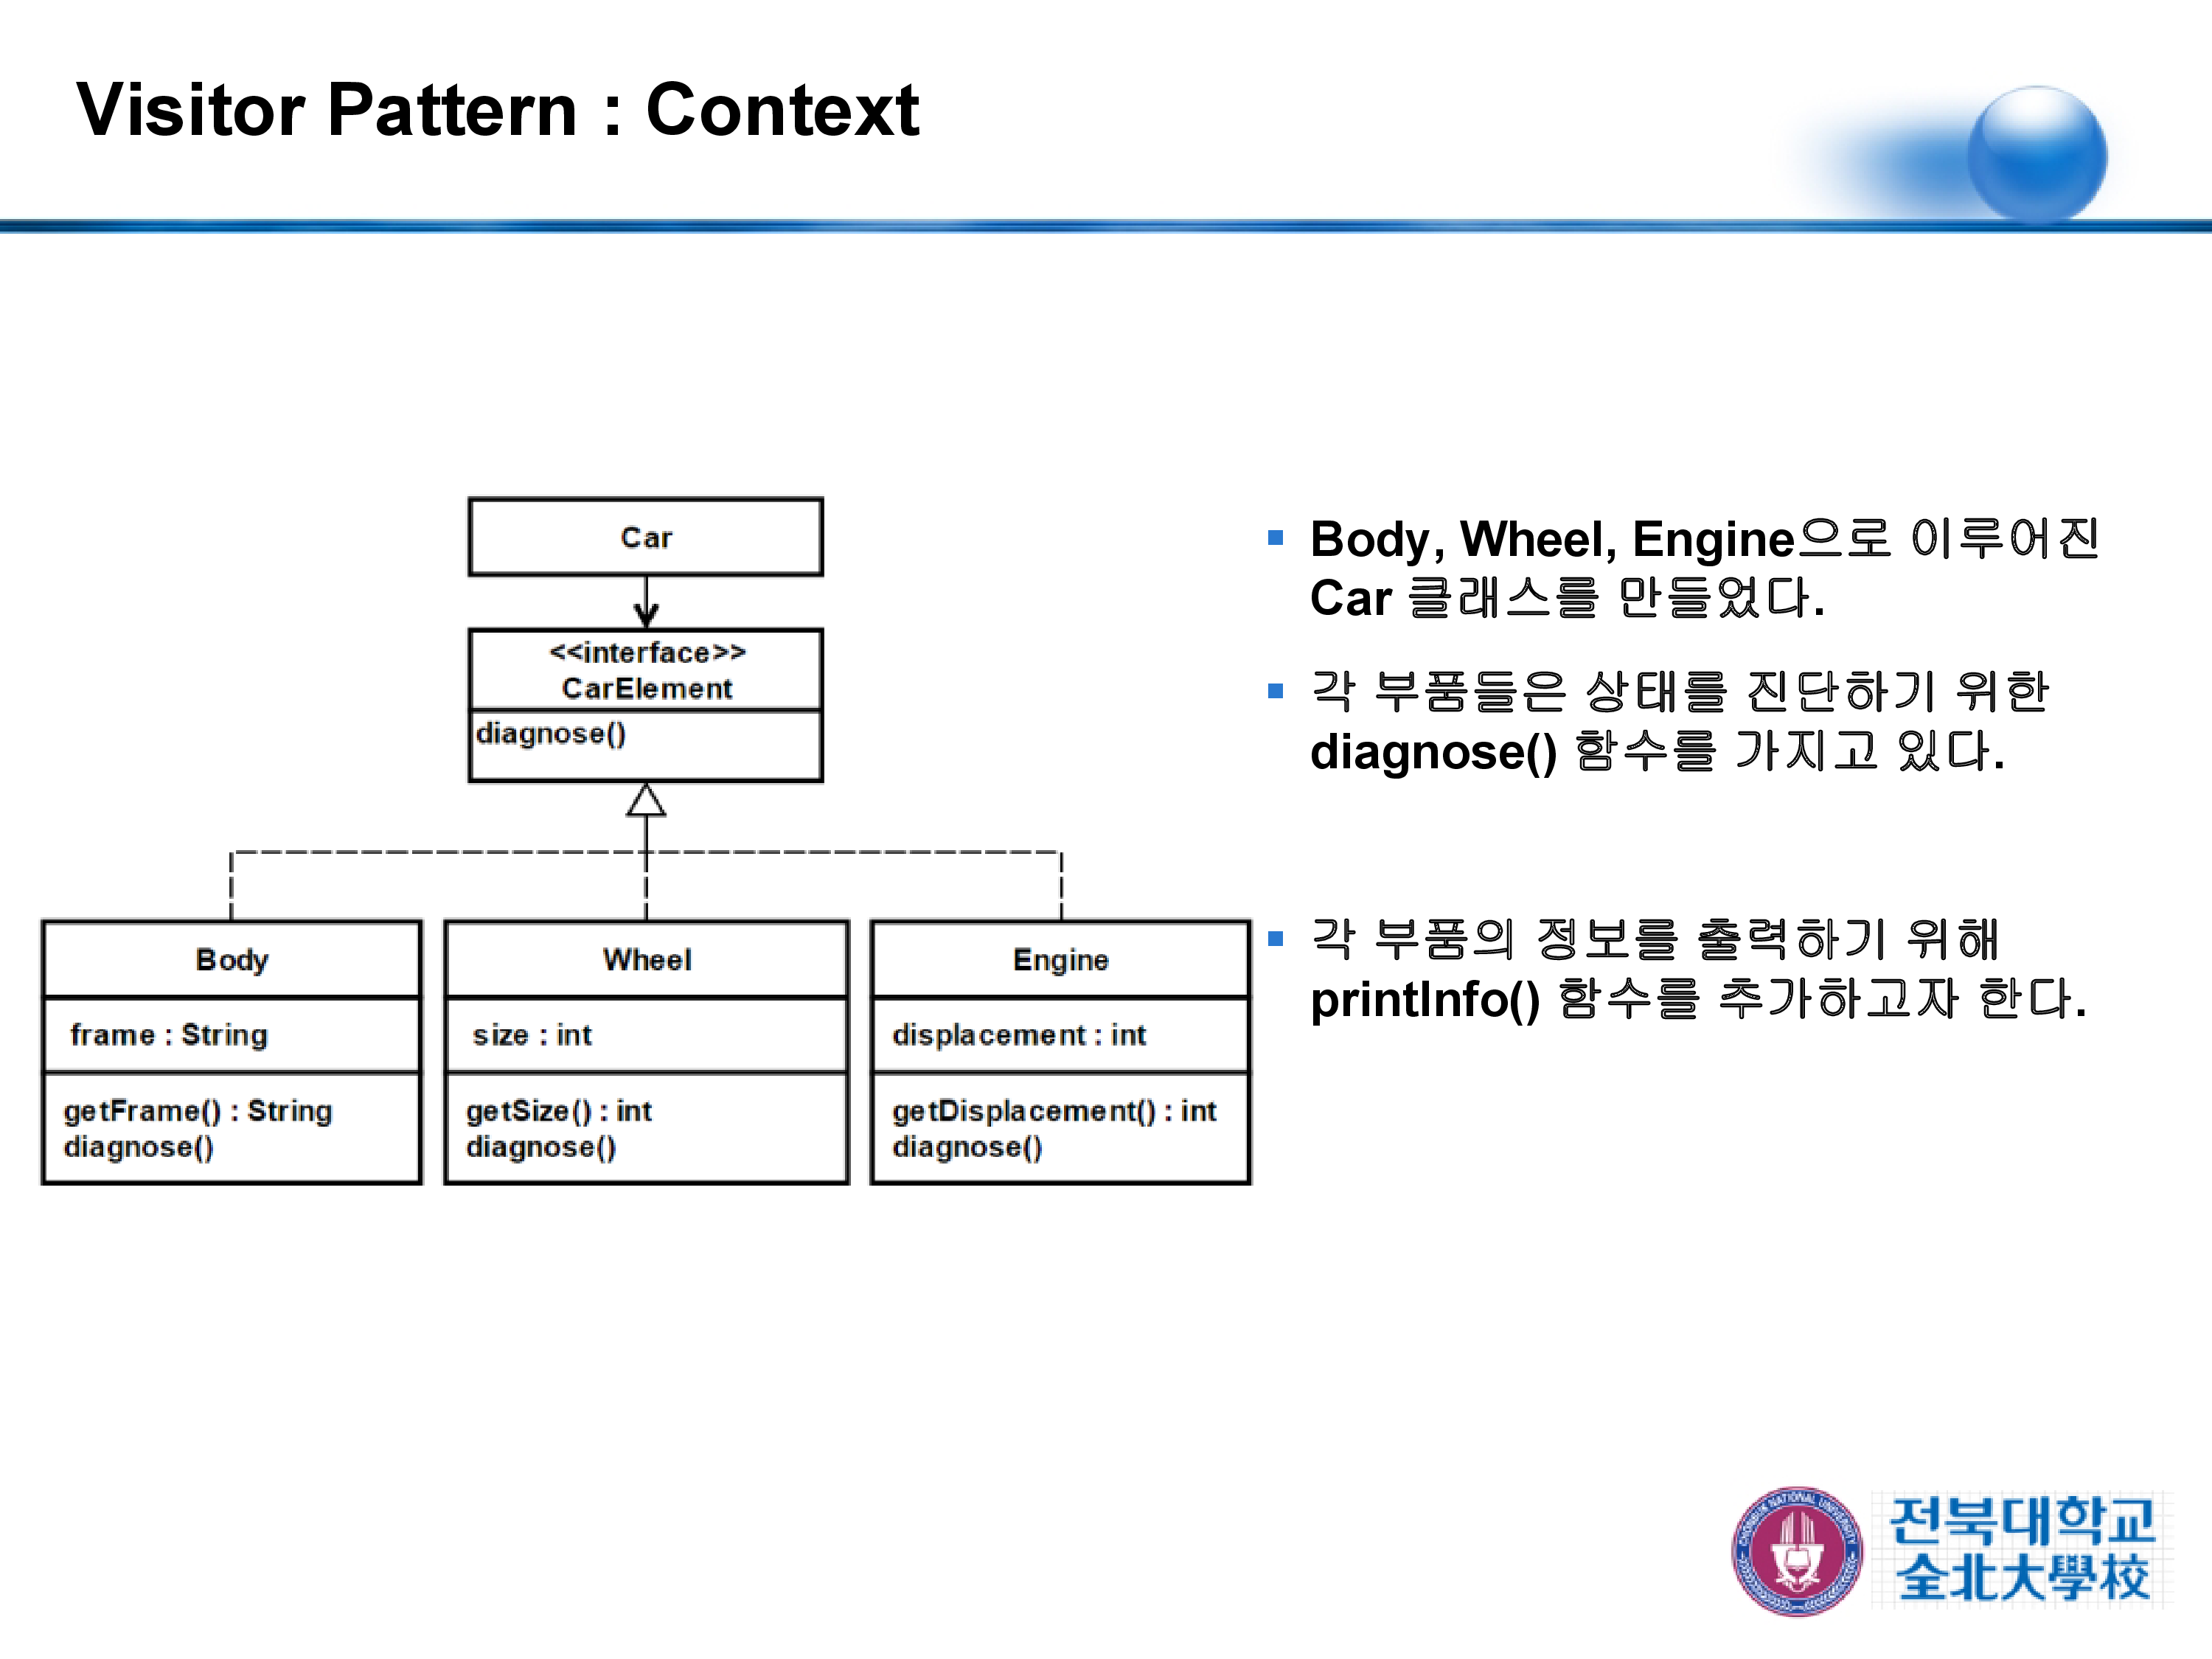 Visitor Pattern : Context
Car
<<interface>>
CarElement
diagnose()
Body
frame : String
getFrame() : String
diagnose()
Wheel
size : int
getSize() : int
diagnose()
Engine
displacement : int
getDisplacement() : int
diagnose()
Body, Wheel, Engine으로 이루어진
Car 클래스를 만들었다.
각 부품들은 상태를 진단하기 위한
diagnose() 함수를 가지고 있다.
각 부품의 정보를 출력하기 위해
printInfo() 함수를 추가하고자 한다.
CHONBUK NATIONAL UNIVERSITY
전북대학교
全北大學校